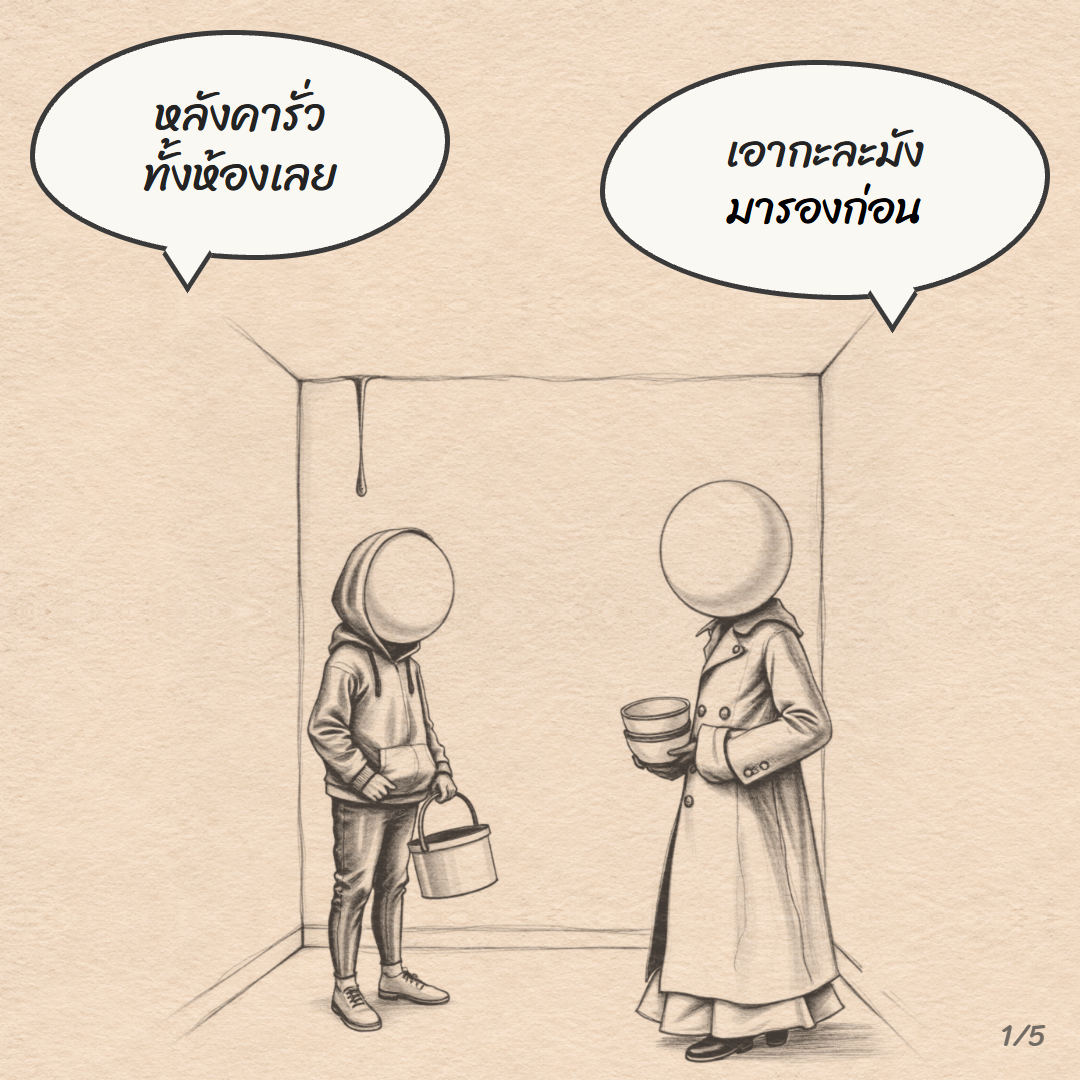 หลังคารั่ว
ทั้งห้องเลย
เอากะละมัง
มารองก่อน
1/5